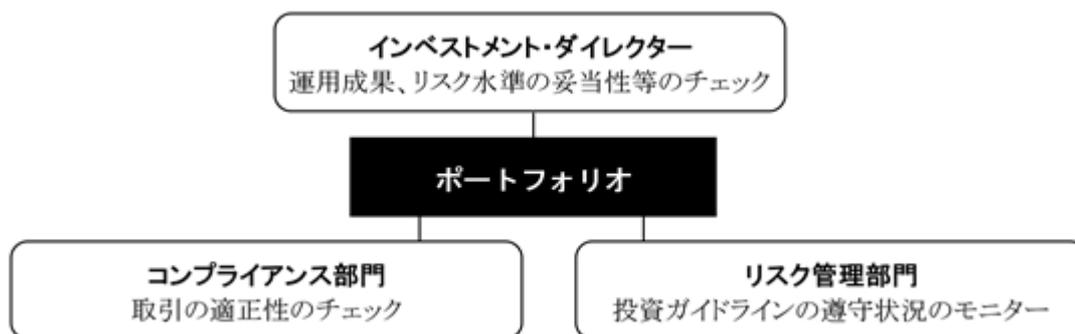 インベストメント・ダイレクター
運用成果、リスク水準の妥当性等のチェック
ポートフォリオ
コンプライアンス部門
取引の適正性のチェック
リスク管理部門
投資ガイドラインの遵守状況のモニター